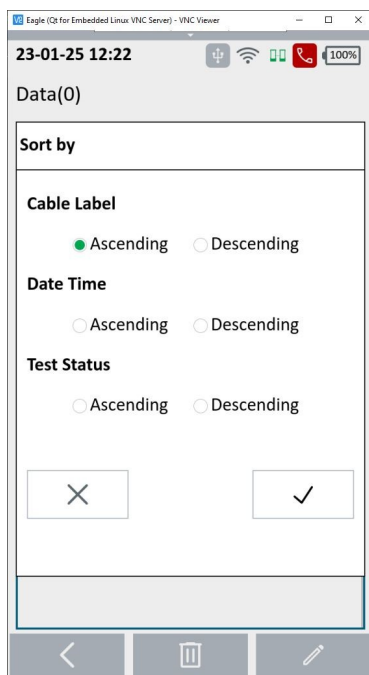 Eagle (Qt for Embedded Linux VNC Server) - VNC Viewer
23-01-25 12:22
100%
Data(0)
Sort by
Cable Label
Ascending Descending
Date Time
Ascending Descending
Test Status
Ascending Descending